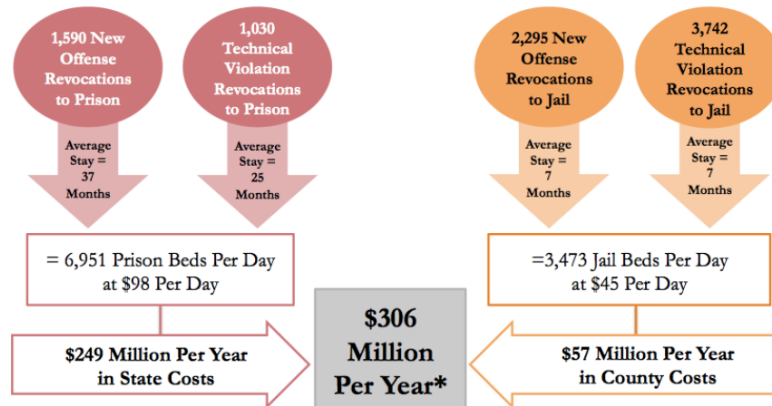 1,590 New
Offense
Revocations
to Prison
1,030
Technical
Violation
Revocations
to Prison
2,295 New
Offense
Revocations
to Jail
3,742
Technical
Violation
Revocations
to Jail
Average
Stay =
37
Months
Average
Stay =
25
Months
Average
Stay =
7
Months
Average
Stay =
7
Months
= 6,951 Prison Beds Per Day
at $98 Per Day
=3,473 Jail Beds Per Day
at $45 Per Day
$249 Million Per Year
in State Costs
$306
Million
Per Year*
$57 Million Per Year
in County Costs